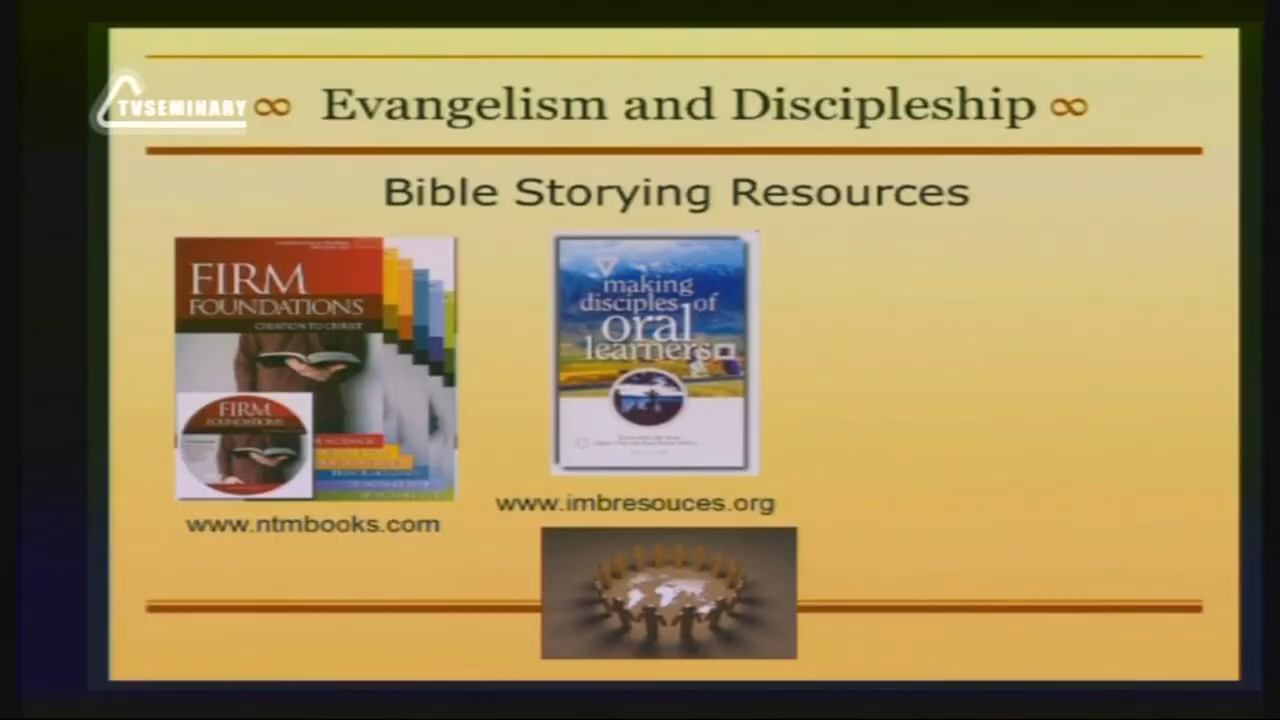 TVSEMINARY
∞ Evangelism and Discipleship ∞
Bible Storying Resources
FIRM
FOUNDATIONS
CREATION TO CHRIST
FIRM
FOUNDATIONS
making
disciples of
oral
learners
www.imbresouces.org
www.ntmbooks.com